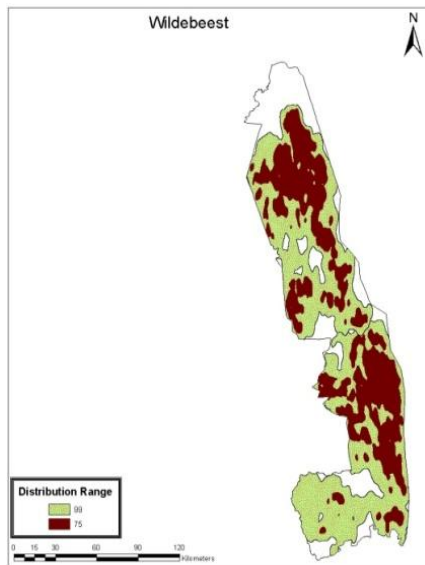 Wildebeest
N
Distribution Range
99
75
0 15 30 60 90 120
Kilometers